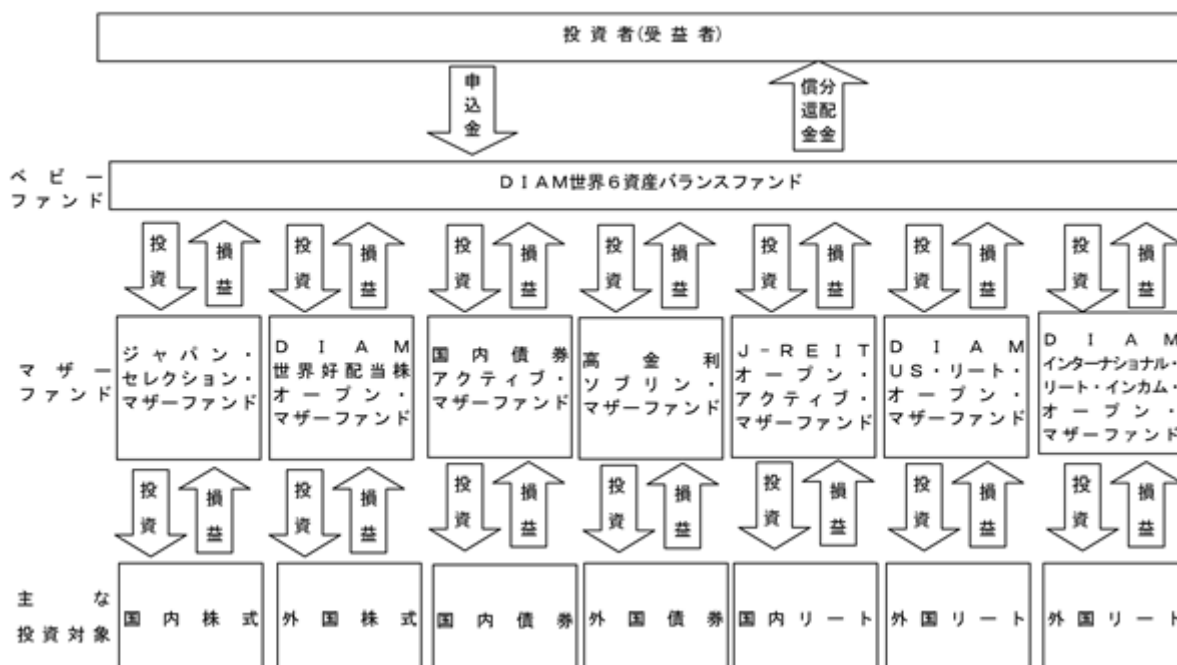 投資者(受益者)
申込金
償還金
分配金
ベビー
ファンド
DIAM世界6資産バランスファンド
投資
損益
投資
損益
投資
損益
投資
損益
投資
損益
投資
損益
投資
損益
マザー
ファンド
ジャパン・
セレクション・
マザーファンド
DIAM
世界好配当株
オープン・
マザーファンド
国内債券
アクティブ・
マザーファンド
高金利
ソブリン・
マザーファンド
J-REIT
オープン・
アクティブ・
マザーファンド
DIAM
US・リート・
オープン・
マザーファンド
DIAM
インターナショナル・
リート・インカム・
オープン・
マザーファンド
投資
損益
投資
損益
投資
損益
投資
損益
投資
損益
投資
損益
投資
損益
主な
投資対象
国内株式
外国株式
国内債券
外国債券
国内リート
外国リート
外国リート